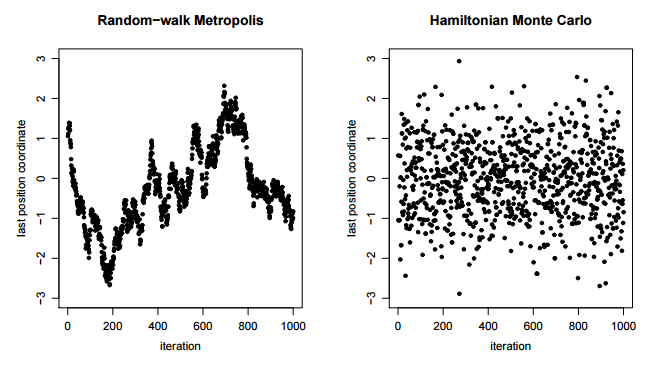 Random−walk Metropolis
Hamiltonian Monte Carlo
last position coordinate
3
2
1
0
−1
−2
−3
0 200 400 600 800 1000
iteration
last position coordinate
3
2
1
0
−1
−2
−3
0 200 400 600 800 1000
iteration